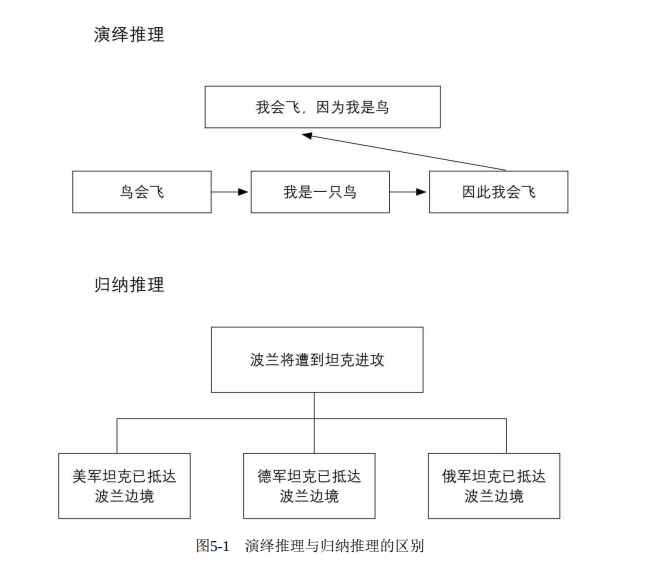 演绎推理
我会飞，因为我是鸟
鸟会飞
我是一只鸟
因此我会飞
归纳推理
波兰将遭到坦克进攻
美军坦克已抵达
波兰边境
德军坦克已抵达
波兰边境
俄军坦克已抵达
波兰边境
图5-1 演绎推理与归纳推理的区别